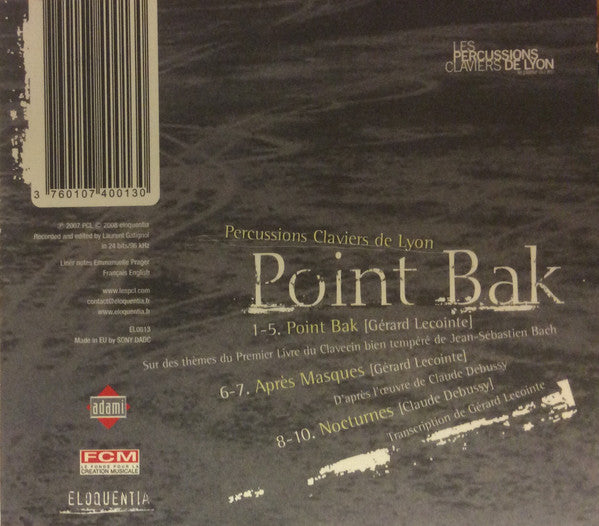 LES
PERCUSSIONS
CLAVIERS DE LYON
3 760107 400130
℗ 2007 PCL, © 2008 eloquentia
Recorded and edited by Laurent Gatignol
in 24 bits/96 kHz
Liner notes Emmanuelle Prager
Français English
www.lespcl.com
contact@eloquentia.fr
www.eloquentia.fr
EL0813
Made in EU by SONY DADC
Percussions Claviers de Lyon
Point Bak
1-5. Point Bak [Gérard Lecointe]
Sur des thèmes du Premier Livre du Clavecin bien tempéré de Jean-Sébastien Bach
6-7. Après Masques [Gérard Lecointe]
D'après l'œuvre de Claude Debussy
8-10. Nocturnes [Claude Debussy]
Transcription de Gérard Lecointe
adami
FCM
LE FONDS POUR LA
CRÉATION MUSICALE
ELOQUENTIA